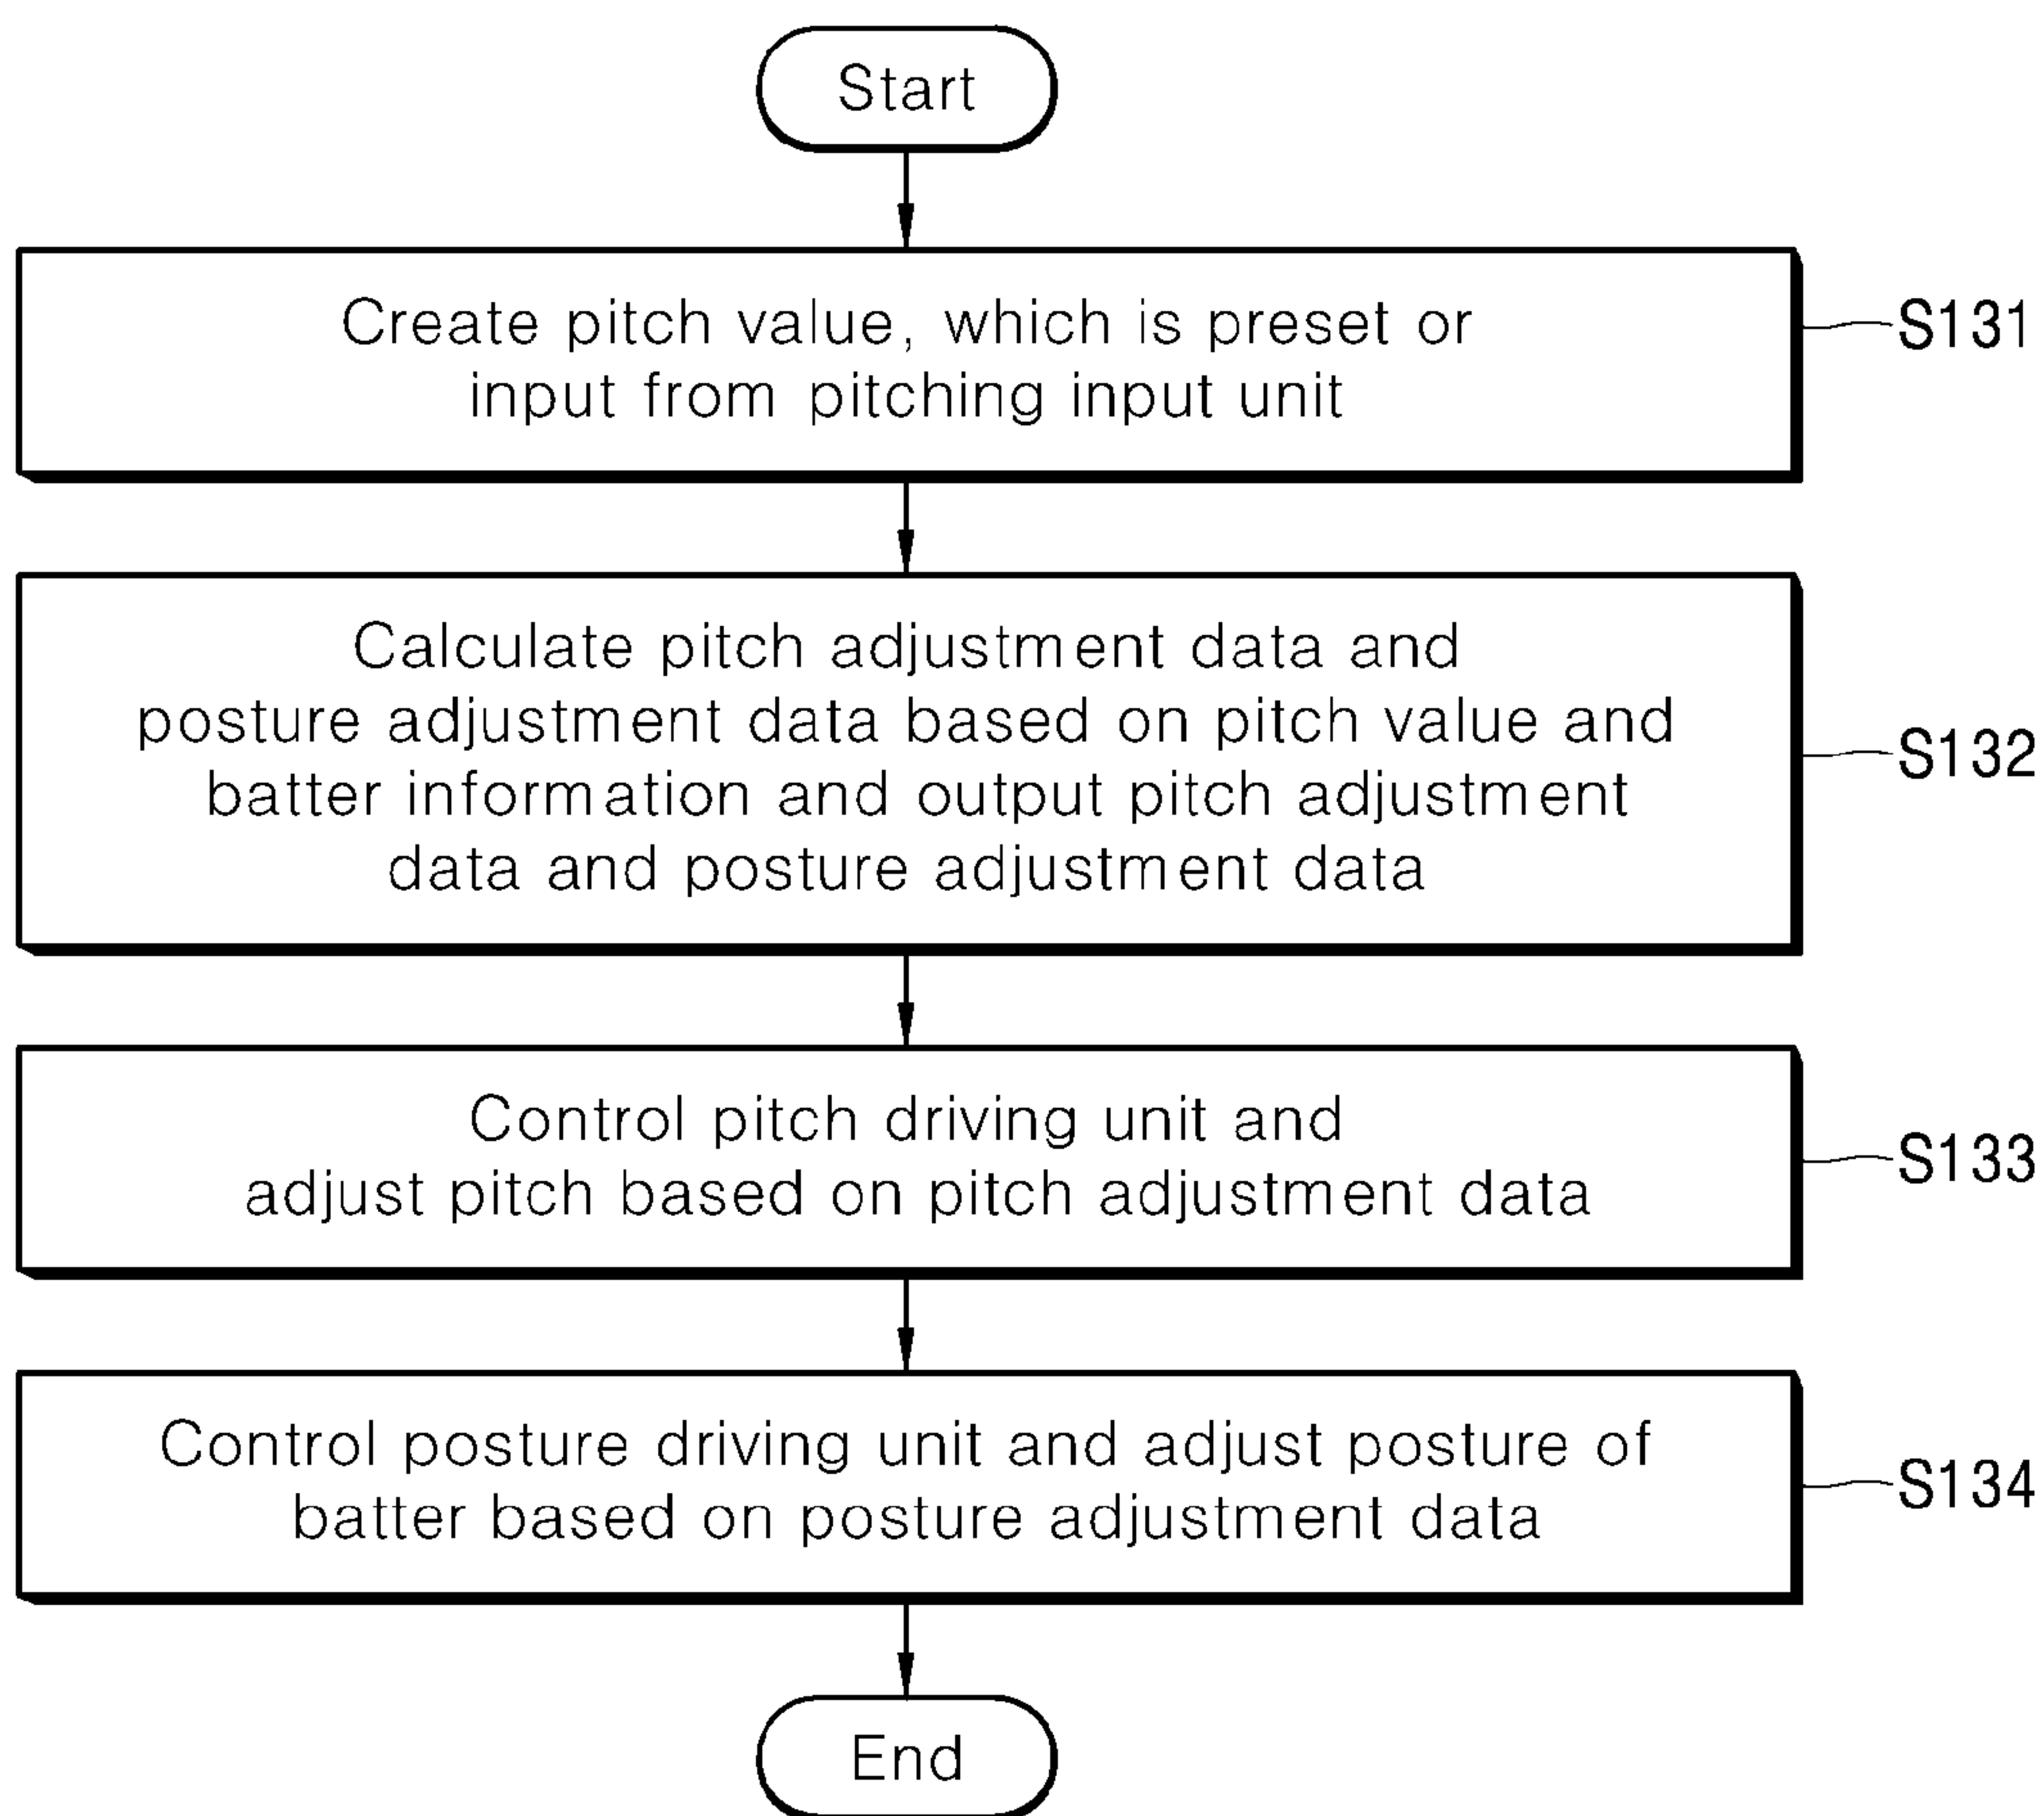 Start
Create pitch value, which is preset or
input from pitching input unit
S131
Calculate pitch adjustment data and
posture adjustment data based on pitch value and
batter information and output pitch adjustment
data and posture adjustment data
S132
Control pitch driving unit and
adjust pitch based on pitch adjustment data
S133
Control posture driving unit and adjust posture of
batter based on posture adjustment data
S134
End